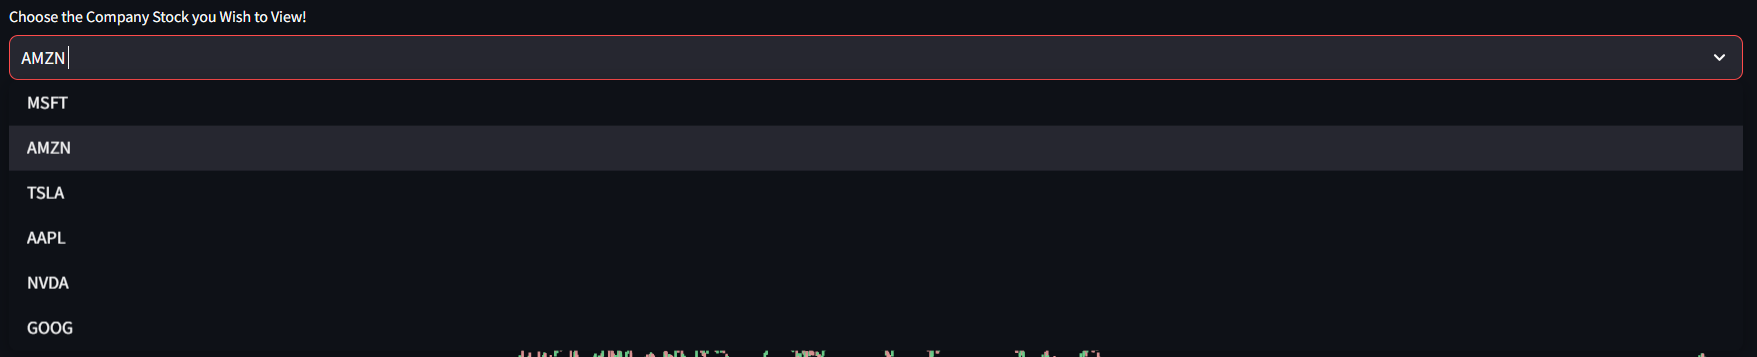 Choose the Company Stock you Wish to View!
AMZN
MSFT
AMZN
TSLA
AAPL
NVDA
GOOG